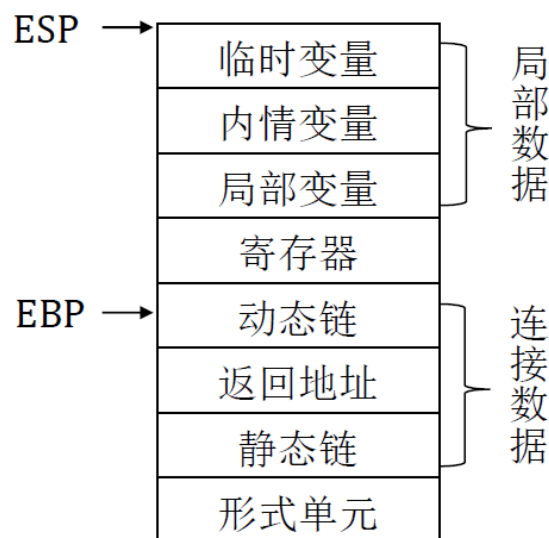 ESP
临时变量
内情变量
局部变量
局部数据
寄存器
EBP
动态链
返回地址
静态链
连接数据
形式单元